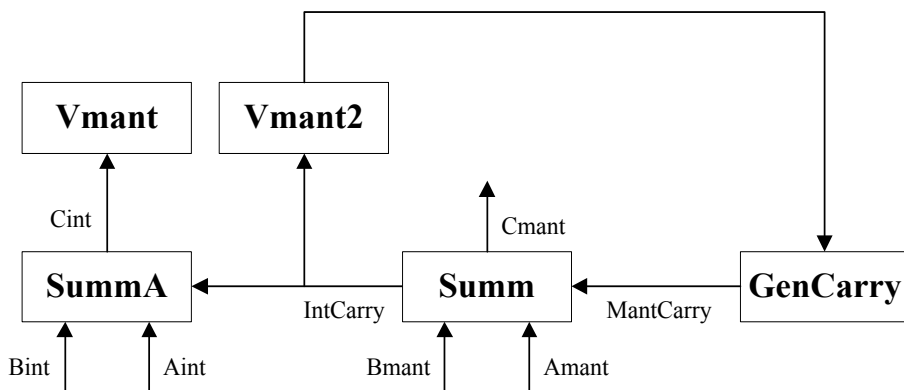 Vmant
Vmant2
Cint
Cmant
SummA
Summ
GenCarry
IntCarry
MantCarry
Bint
Aint
Bmant
Amant